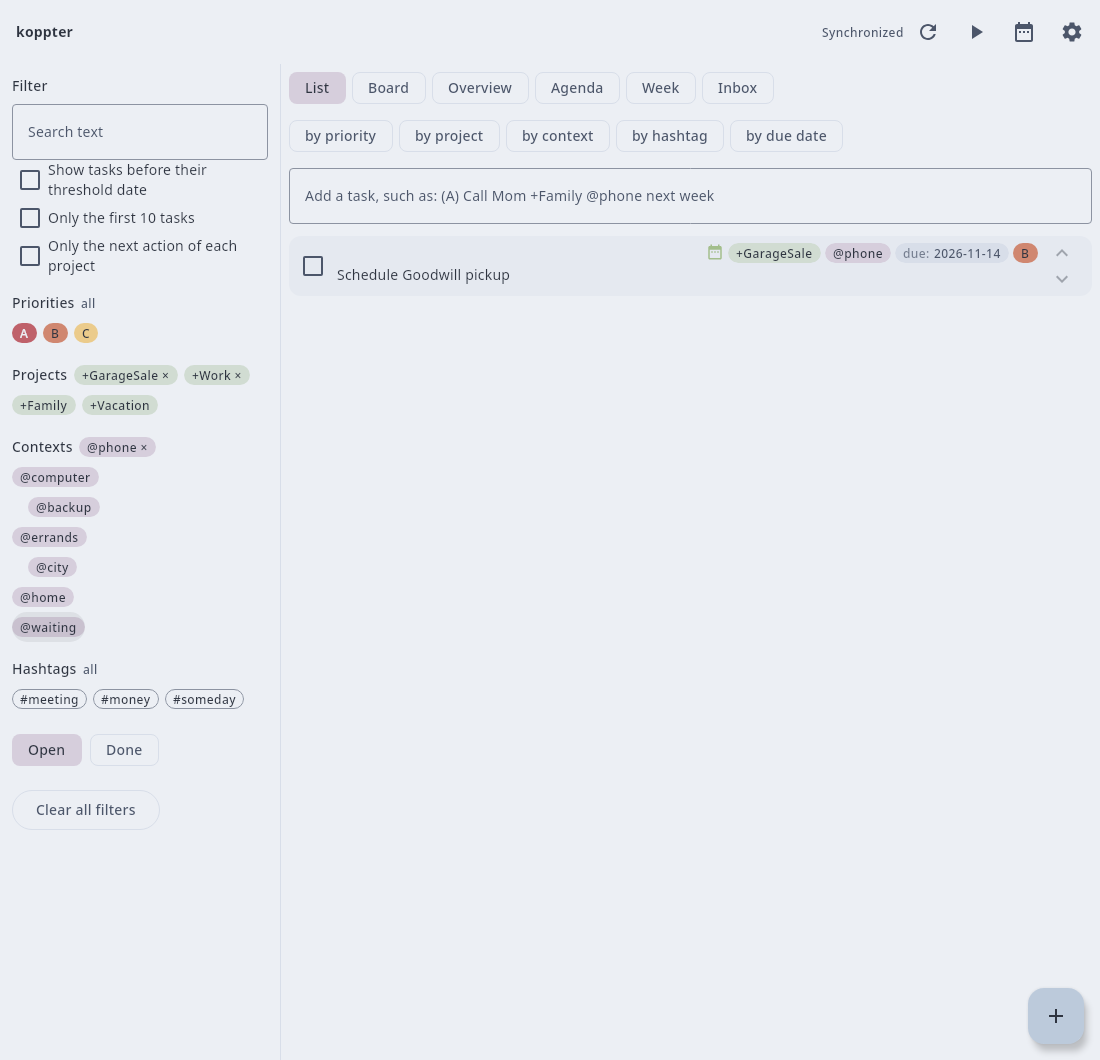 koppter
Synchronized
Filter
Search text
Show tasks before their
threshold date
Only the first 10 tasks
Only the next action of each
project
Priorities all
A B C
Projects +GarageSale × +Work ×
+Family +Vacation
Contexts @phone ×
@computer
@backup
@errands
@city
@home
@waiting
Hashtags all
#meeting #money #someday
Open Done
Clear all filters
List Board Overview Agenda Week Inbox
by priority by project by context by hashtag by due date
Add a task, such as: (A) Call Mom +Family @phone next week
+GarageSale @phone due: 2026-11-14 B
Schedule Goodwill pickup